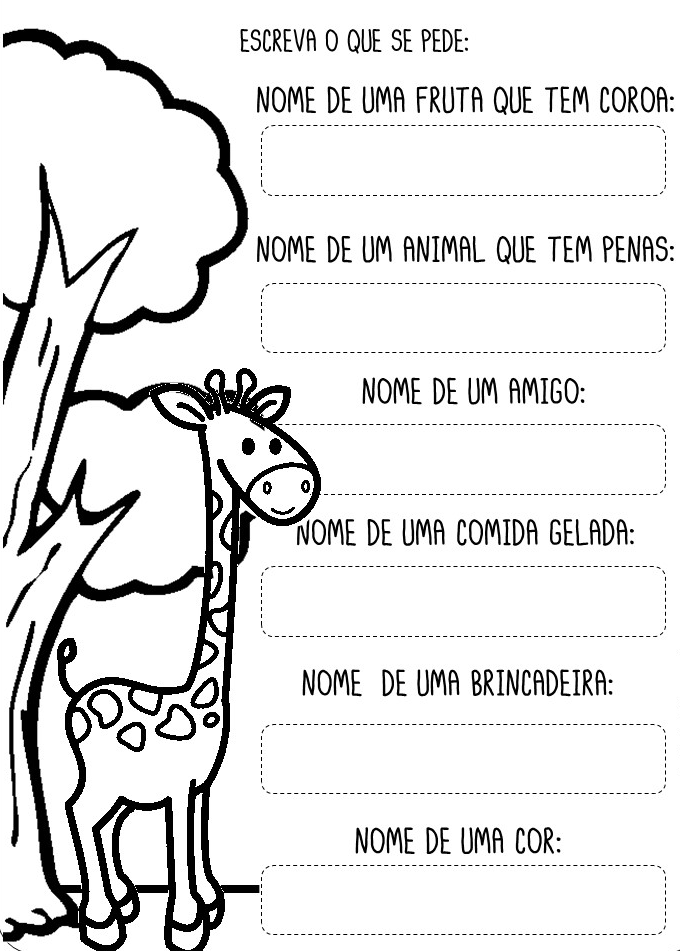 ESCREVA O QUE SE PEDE:
NOME DE UMA FRUTA QUE TEM COROA:
NOME DE UM ANIMAL QUE TEM PENAS:
NOME DE UM AMIGO:
NOME DE UMA COMIDA GELADA:
NOME DE UMA BRINCADEIRA:
NOME DE UMA COR: